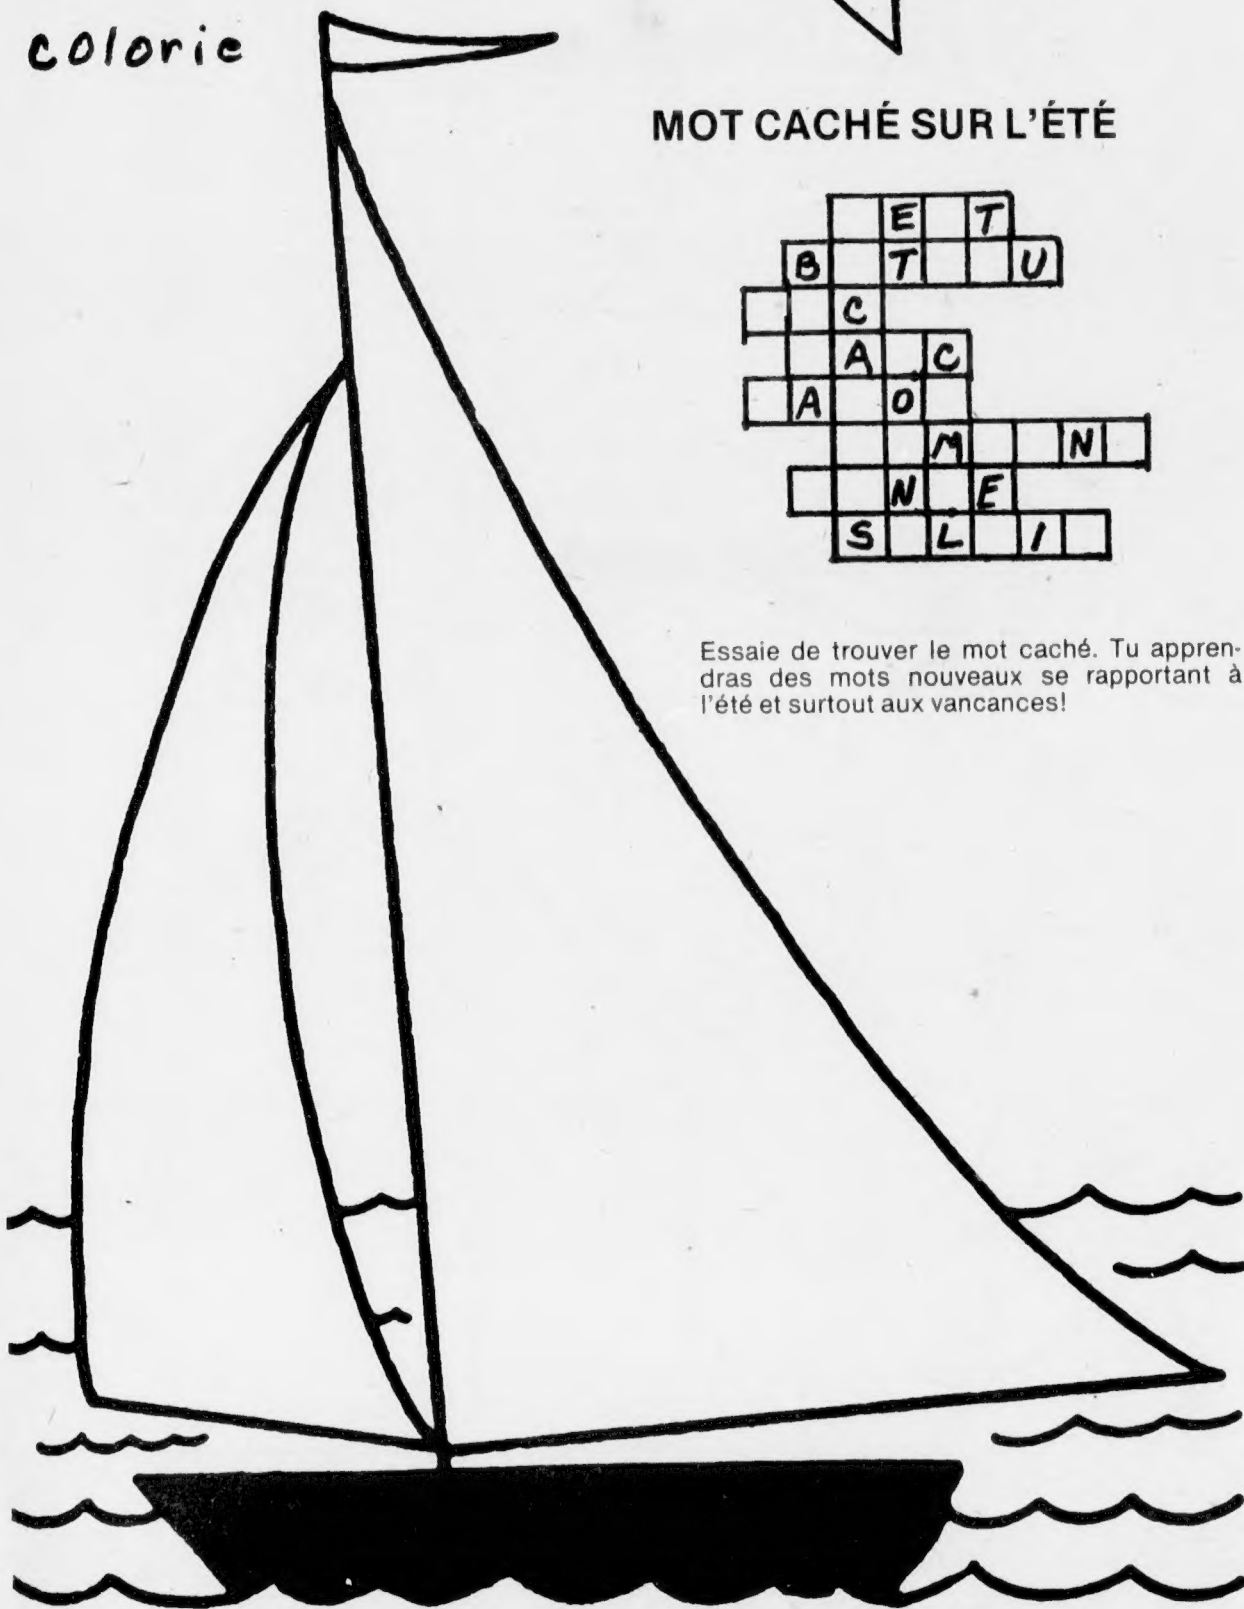 colorie
MOT CACHÉ SUR L'ÉTÉ
E T
B T U
C
A C
A O
M N
N E
S L I
Essaie de trouver le mot caché. Tu appren-
dras des mots nouveaux se rapportant à
l'été et surtout aux vancances!